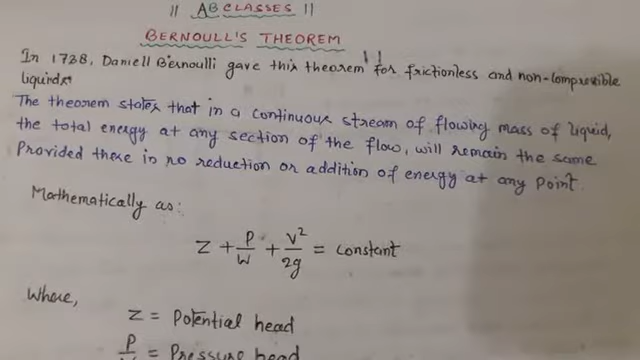 || AB CLASSES ||
BERNOULL'S THEOREM
In 1738, Daniell Bernoulli gave this theorem for frictionless and non-compressible
liquids.
The theorem states that in a continuous stream of flowing mass of liquid,
the total energy at any section of the flow, will remain the same
Provided there is no reduction or addition of energy at any point.
Mathematically as:
Z + P/W + V²/2g = constant
Where,
Z = Potential head
P/W = Pressure head